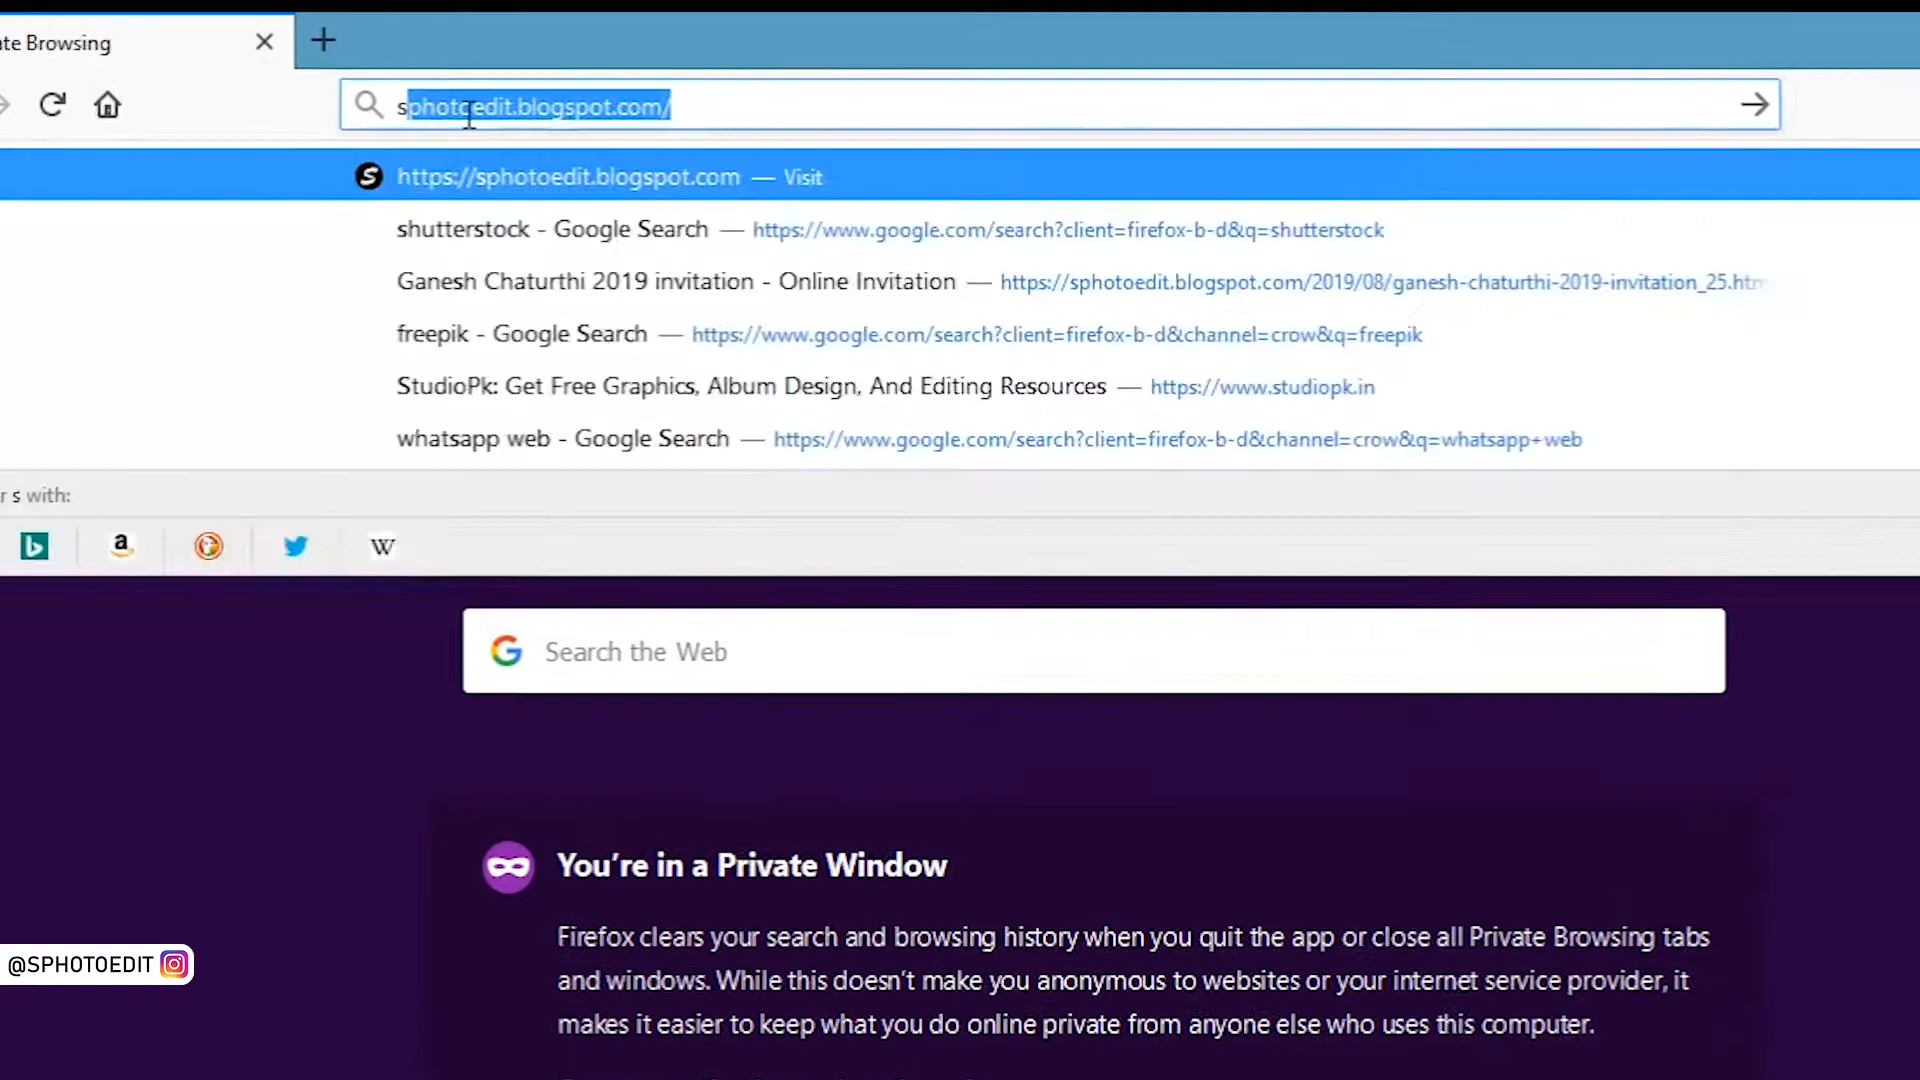 ate Browsing
sphotoedit.blogspot.com/
https://sphotoedit.blogspot.com — Visit
shutterstock - Google Search — https://www.google.com/search?client=firefox-b-d&q=shutterstock
Ganesh Chaturthi 2019 invitation - Online Invitation — https://sphotoedit.blogspot.com/2019/08/ganesh-chaturthi-2019-invitation_25.htm
freepik - Google Search — https://www.google.com/search?client=firefox-b-d&channel=crow&q=freepik
StudioPk: Get Free Graphics, Album Design, And Editing Resources — https://www.studiopk.in
whatsapp web - Google Search — https://www.google.com/search?client=firefox-b-d&channel=crow&q=whatsapp+web
r s with:
Search the Web
You’re in a Private Window
Firefox clears your search and browsing history when you quit the app or close all Private Browsing tabs
and windows. While this doesn’t make you anonymous to websites or your internet service provider, it
makes it easier to keep what you do online private from anyone else who uses this computer.
@SPHOTOEDIT